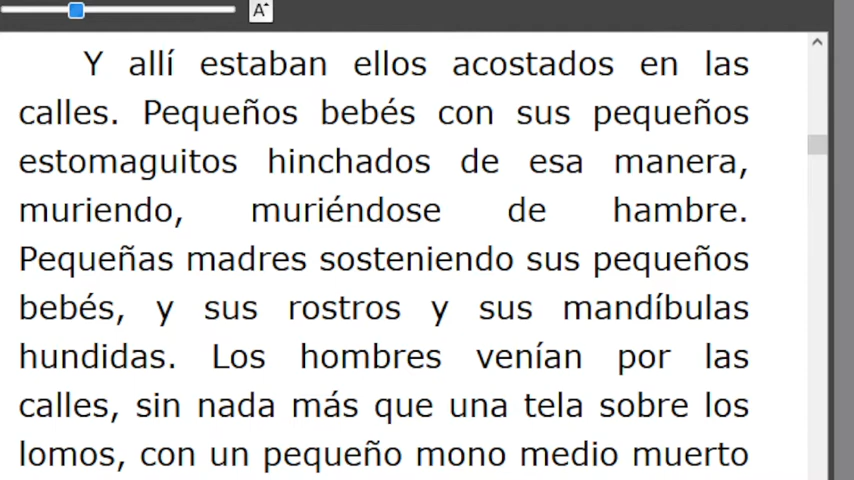 A
Y allí estaban ellos acostados en las
calles. Pequeños bebés con sus pequeños
estomaguitos hinchados de esa manera,
muriendo, muriéndose de hambre.
Pequeñas madres sosteniendo sus pequeños
bebés, y sus rostros y sus mandíbulas
hundidas. Los hombres venían por las
calles, sin nada más que una tela sobre los
lomos, con un pequeño mono medio muerto